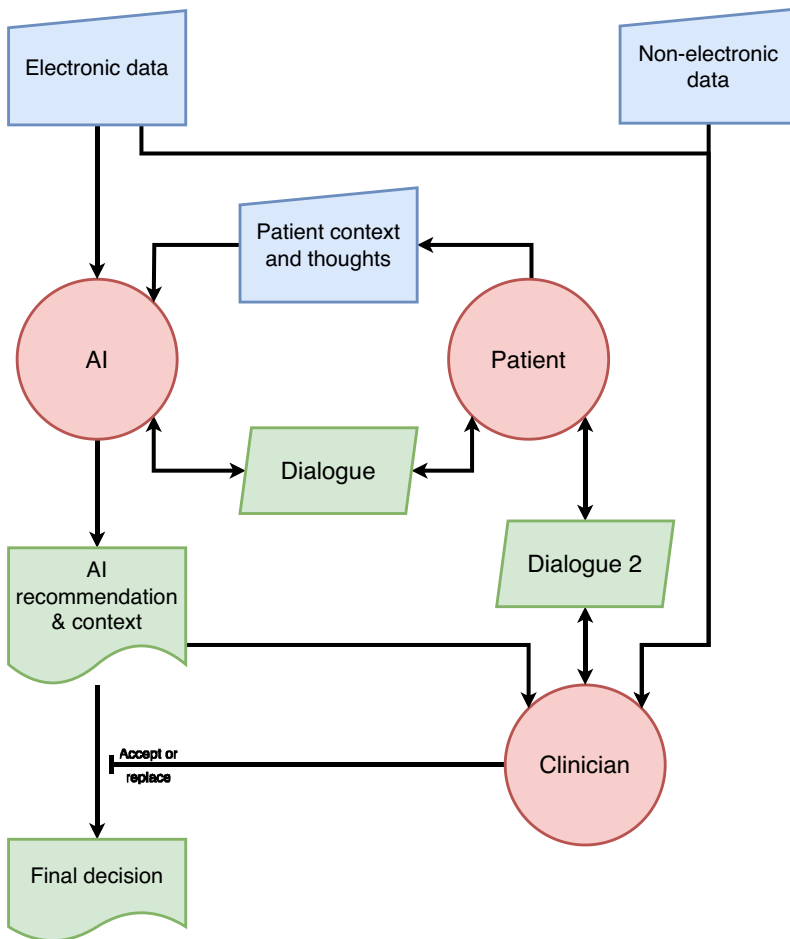 Electronic data
Non-electronic
data
Patient context
and thoughts
AI
Patient
Dialogue
AI
recommendation
& context
Dialogue 2
Accept or
replace
Clinician
Final decision